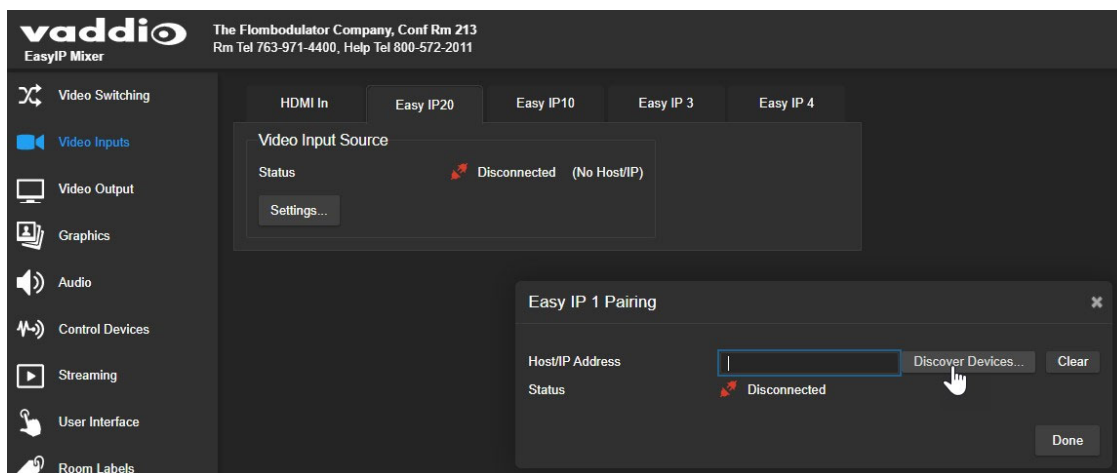 vaddio
EasyIP Mixer
The Flombodulator Company, Conf Rm 213
Rm Tel 763-971-4400, Help Tel 800-572-2011
Video Switching
Video Inputs
Video Output
Graphics
Audio
Control Devices
Streaming
User Interface
Room Labels
HDMI In
Easy IP20
Easy IP10
Easy IP 3
Easy IP 4
Video Input Source
Status Disconnected (No Host/IP)
Settings...
Easy IP 1 Pairing
Host/IP Address Discover Devices... Clear
Status Disconnected
Done